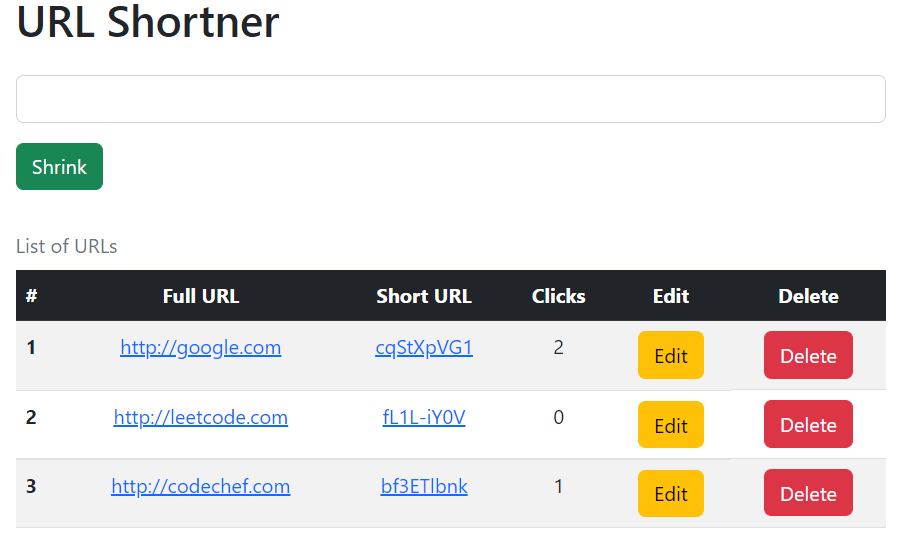 URL Shortner
Shrink
List of URLs
# Full URL Short URL Clicks Edit Delete
1 http://google.com cqStXpVG1 2 Edit Delete
2 http://leetcode.com fL1L-iY0V 0 Edit Delete
3 http://codechef.com bf3ETlbnk 1 Edit Delete